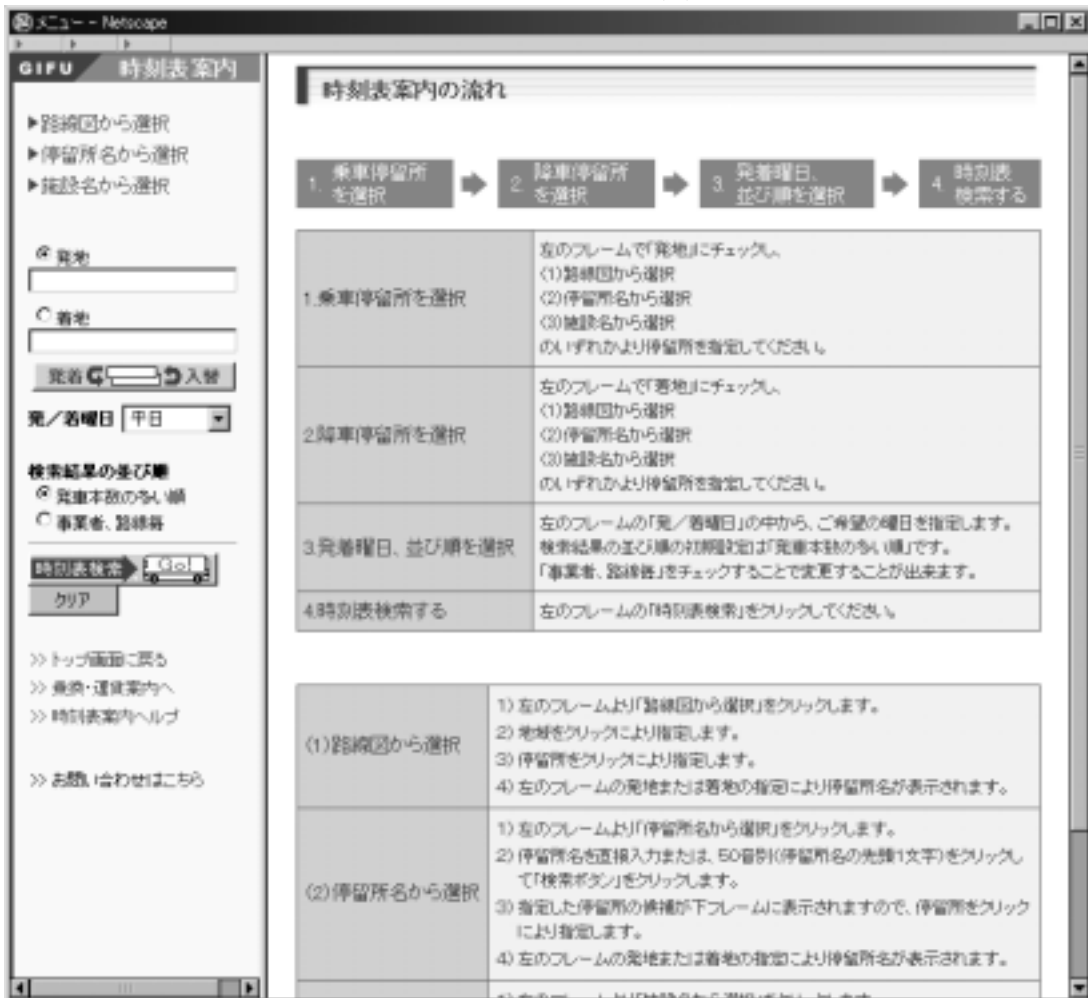 メニュー - Netscape
GIFU 時刻表案内
▶路線図から選択
▶停留所名から選択
▶施設名から選択
発地
着地
発着 入替
発／着曜日 平日
検索結果の並び順
発車本数の多い順
事業者、路線毎
時刻表検索 Go!
クリア
>> トップ画面に戻る
>> 乗換・運賃案内へ
>> 時刻表案内ヘルプ
>> お問い合わせはこちら
時刻表案内の流れ
1. 乗車停留所
を選択
2. 降車停留所
を選択
3. 発着曜日、
並び順を選択
4. 時刻表
検索する
1.乗車停留所を選択
左のフレームで「発地」にチェックし、
(1)路線図から選択
(2)停留所名から選択
(3)施設名から選択
のいずれかより停留所を指定してください。
2.降車停留所を選択
左のフレームで「着地」にチェックし、
(1)路線図から選択
(2)停留所名から選択
(3)施設名から選択
のいずれかより停留所を指定してください。
3.発着曜日、並び順を選択
左のフレームの「発／着曜日」の中から、ご希望の曜日を指定します。
検索結果の並び順の初期設定は「発車本数の多い順」です。
「事業者、路線毎」をチェックすることで変更することが出来ます。
4.時刻表検索する
左のフレームの「時刻表検索」をクリックしてください。
(1)路線図から選択
1) 左のフレームより「路線図から選択」をクリックします。
2) 地域をクリックにより指定します。
3) 停留所をクリックにより指定します。
4) 左のフレームの発地または着地の指定により停留所名が表示されます。
(2)停留所名から選択
1) 左のフレームより「停留所名から選択」をクリックします。
2) 停留所名を直接入力または、50音別(停留所名の先頭1文字)をクリックし
て「検索ボタン」をクリックします。
3) 指定した停留所の候補が下フレームに表示されますので、停留所をクリック
により指定します。
4) 左のフレームの発地または着地の指定により停留所名が表示されます。